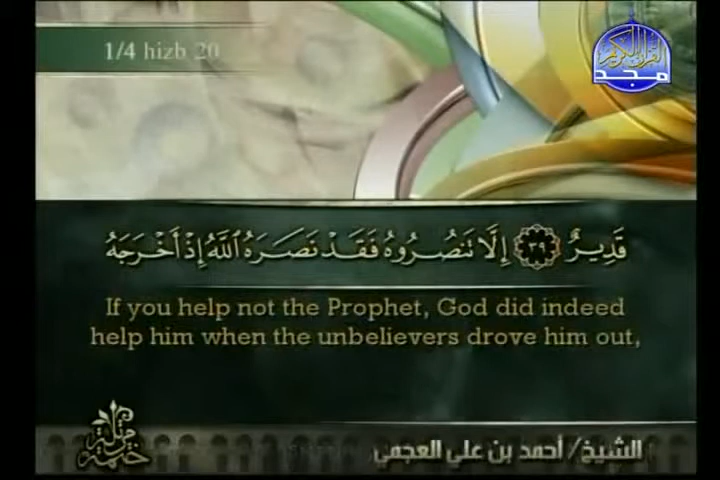 1/4 hizb 20
القرآن الكريم
مجد
قَدِيرٌ ٣٩ إِلَّا تَنصُرُوهُ فَقَدْ نَصَرَهُ ٱللَّهُ إِذْ أَخْرَجَهُ
If you help not the Prophet, God did indeed
help him when the unbelievers drove him out,
الشيخ/ أحمد بن علي العجمي